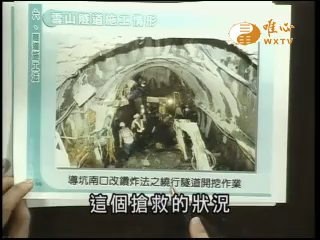 雪山隧道施工情形
唯心
WXTV
導坑南口改鑽炸法之繞行隧道開挖作業
這個搶救的狀況